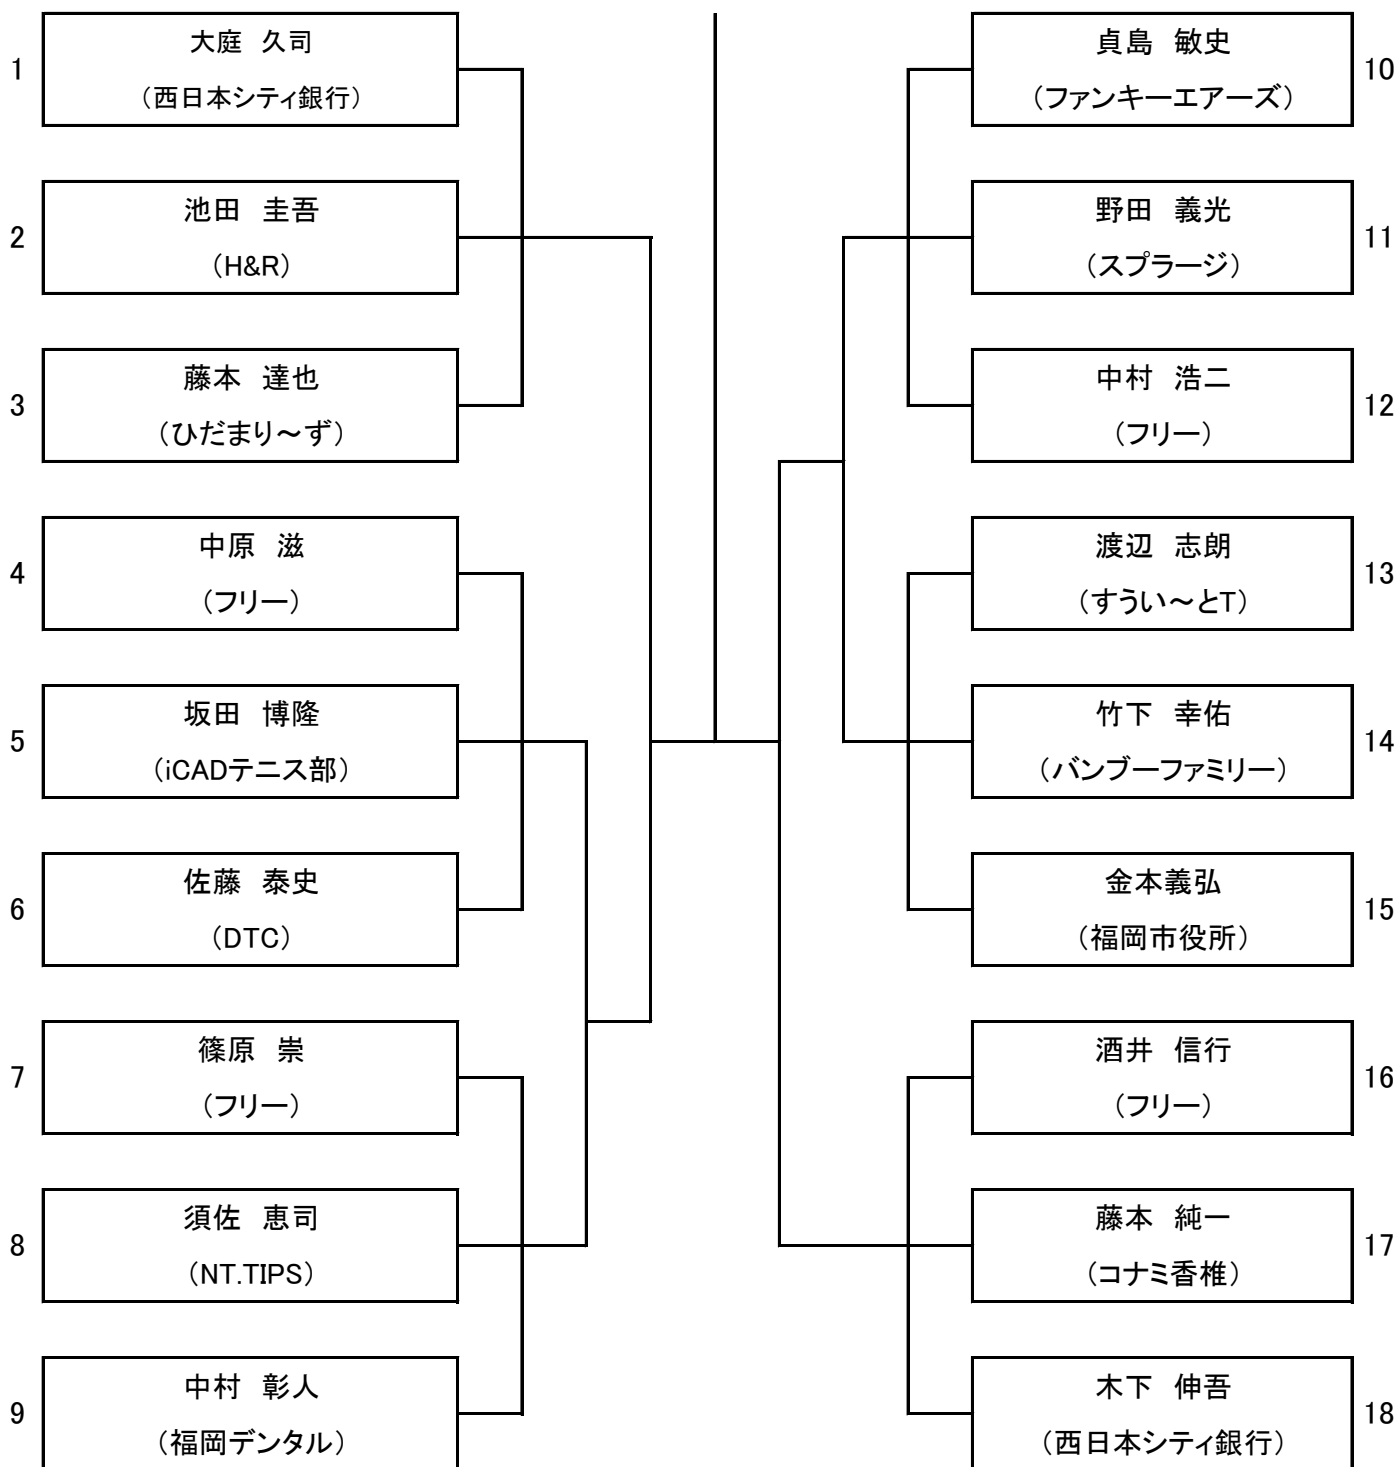 1
大庭　久司
（西日本シティ銀行）
2
池田　圭吾
（H&R）
3
藤本　達也
（ひだまり～ず）
4
中原　滋
（フリー）
5
坂田　博隆
（iCADテニス部）
6
佐藤　泰史
（DTC）
7
篠原　崇
（フリー）
8
須佐　恵司
（NT.TIPS）
9
中村　彰人
（福岡デンタル）
貞島　敏史
（ファンキーエアーズ）
10
野田　義光
（スプラージ）
11
中村　浩二
（フリー）
12
渡辺　志朗
（すうい～とT）
13
竹下　幸佑
（バンブーファミリー）
14
金本義弘
（福岡市役所）
15
酒井　信行
（フリー）
16
藤本　純一
（コナミ香椎）
17
木下　伸吾
（西日本シティ銀行）
18